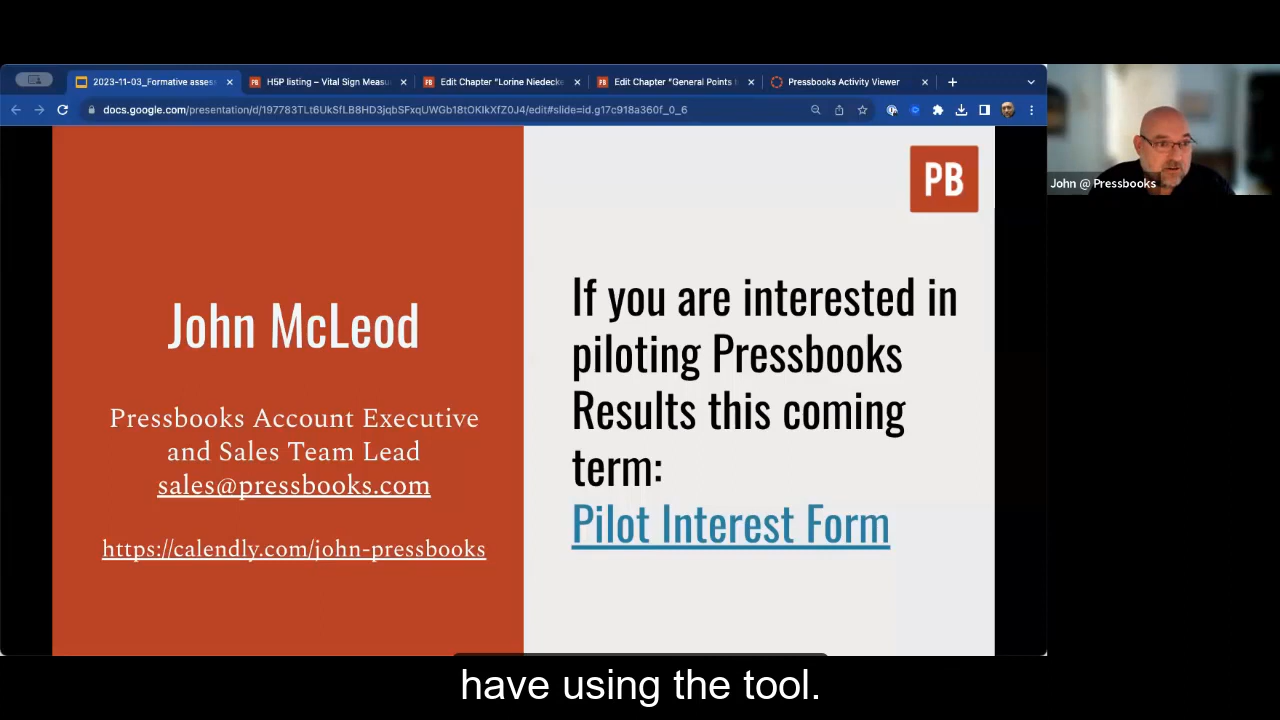 2023-11-03_Formative assess
H5P listing – Vital Sign Measu
Edit Chapter "Lorine Niedecke
Edit Chapter "General Points
Pressbooks Activity Viewer
docs.google.com/presentation/d/197783TLt6UkSfLB8HD3jqbSFxqUWGb18tOKIkXfZ0J4/edit#slide=id.g17c918a360f_0_6
PB
John @ Pressbooks
John McLeod
Pressbooks Account Executive
and Sales Team Lead
sales@pressbooks.com
https://calendly.com/john-pressbooks
If you are interested in
piloting Pressbooks
Results this coming
term:
Pilot Interest Form
have using the tool.